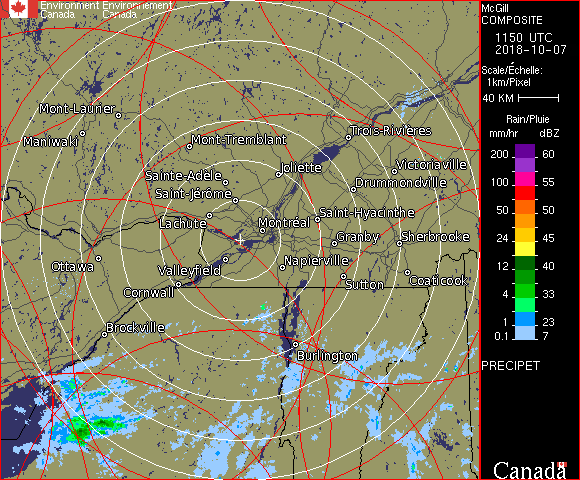 Environment Environnement
Canada Canada
McGill
COMPOSITE
1150 UTC
2018-10-07
Scale/Échelle:
1km/Pixel
40 KM
Rain/Pluie
mm/hr dBZ
200 60
100 55
50 50
24 45
12 40
4 33
1 23
0.1 7
PRECIPET
Canada
Mont-Laurier
Maniwaki
Mont-Tremblant
Trois-Rivières
Sainte-Adèle
Joliette
Victoriaville
Saint-Jérôme
Drummondville
Lachute
Montréal
Saint-Hyacinthe
Granby
Sherbrooke
Ottawa
Valleyfield
Napierville
Cornwall
Sutton
Coaticook
Brockville
Burlington